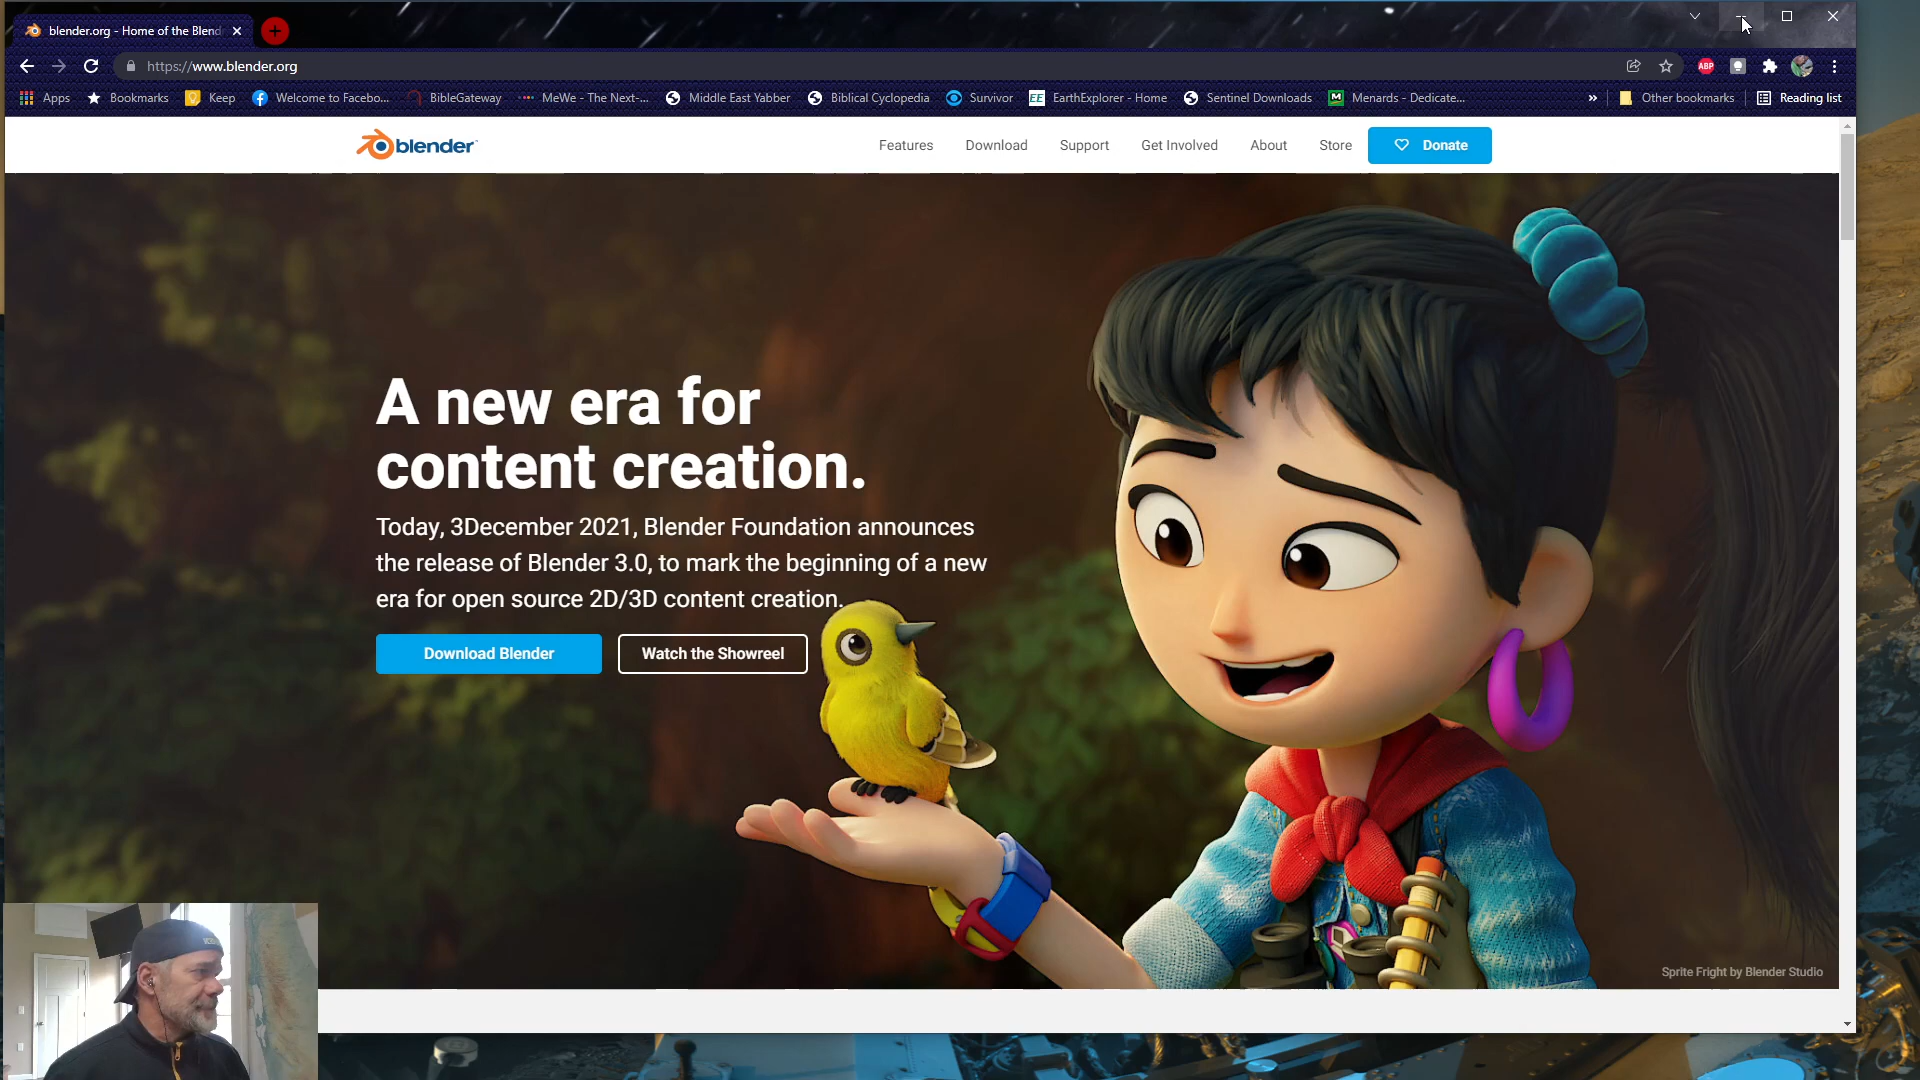 blender.org - Home of the Blend
https://www.blender.org
ABP
Apps
Bookmarks
Keep
Welcome to Facebo...
BibleGateway
MeWe - The Next-...
Middle East Yabber
Biblical Cyclopedia
Survivor
EE
EarthExplorer - Home
Sentinel Downloads
M
Menards - Dedicate...
»
Other bookmarks
Reading list
blender
Features
Download
Support
Get Involved
About
Store
Donate
A new era for
content creation.
Today, 3December 2021, Blender Foundation announces
the release of Blender 3.0, to mark the beginning of a new
era for open source 2D/3D content creation.
Download Blender
Watch the Showreel
Sprite Fright by Blender Studio